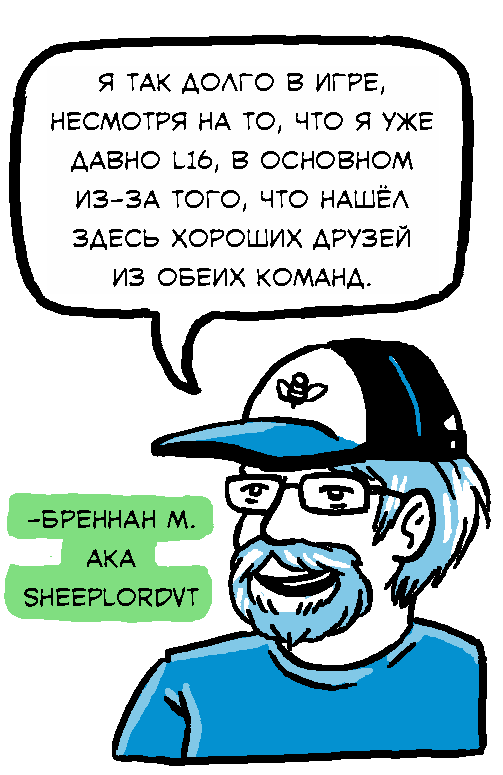 Я ТАК ДОЛГО В ИГРЕ,
НЕСМОТРЯ НА ТО, ЧТО Я УЖЕ
ДАВНО L16, В ОСНОВНОМ
ИЗ-ЗА ТОГО, ЧТО НАШЁЛ
ЗДЕСЬ ХОРОШИХ ДРУЗЕЙ
ИЗ ОБЕИХ КОМАНД.
-БРЕННАН М.
АКА
SHEEPLORDVT